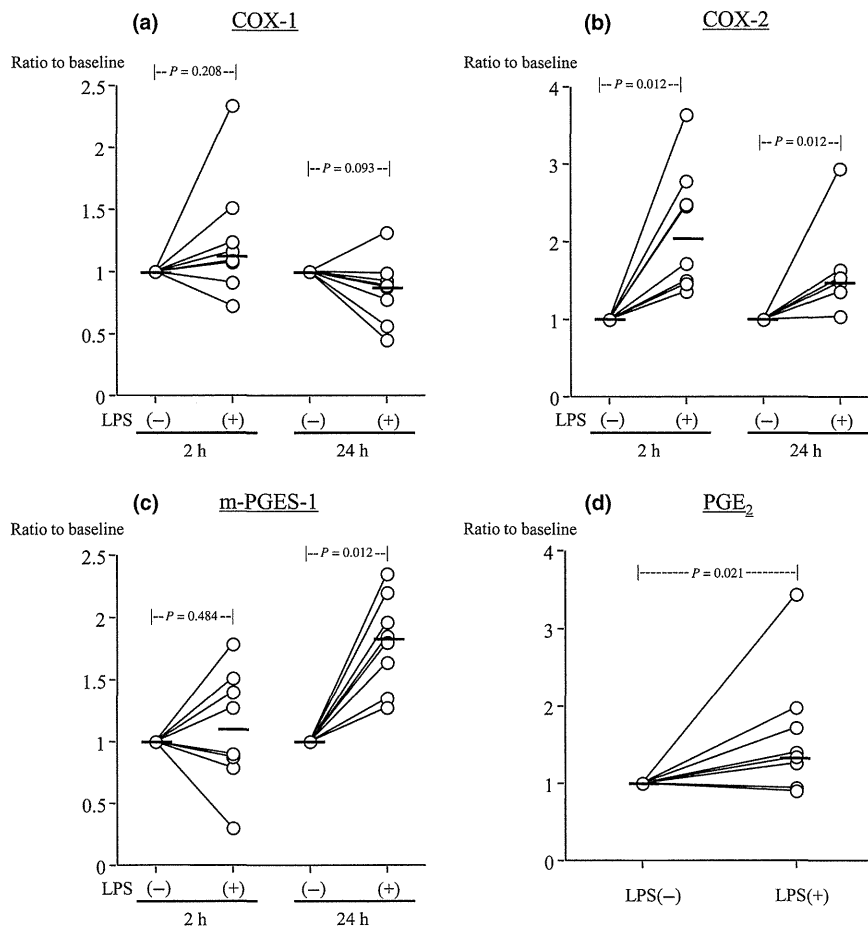 (a) COX-1
Ratio to baseline
|-- P = 0.208 --|
|-- P = 0.093 --|
2.5
2
1.5
1
0.5
0
LPS (–) (+) (–) (+)
2 h 24 h
(b) COX-2
Ratio to baseline
|-- P = 0.012 --|
|-- P = 0.012 --|
4
3
2
1
0
LPS (–) (+) (–) (+)
2 h 24 h
(c) m-PGES-1
Ratio to baseline
|-- P = 0.484 --|
|-- P = 0.012 --|
2.5
2
1.5
1
0.5
0
LPS (–) (+) (–) (+)
2 h 24 h
(d) PGE₂
Ratio to baseline
|--------- P = 0.021 ---------|
4
3
2
1
0
LPS(–) LPS(+)